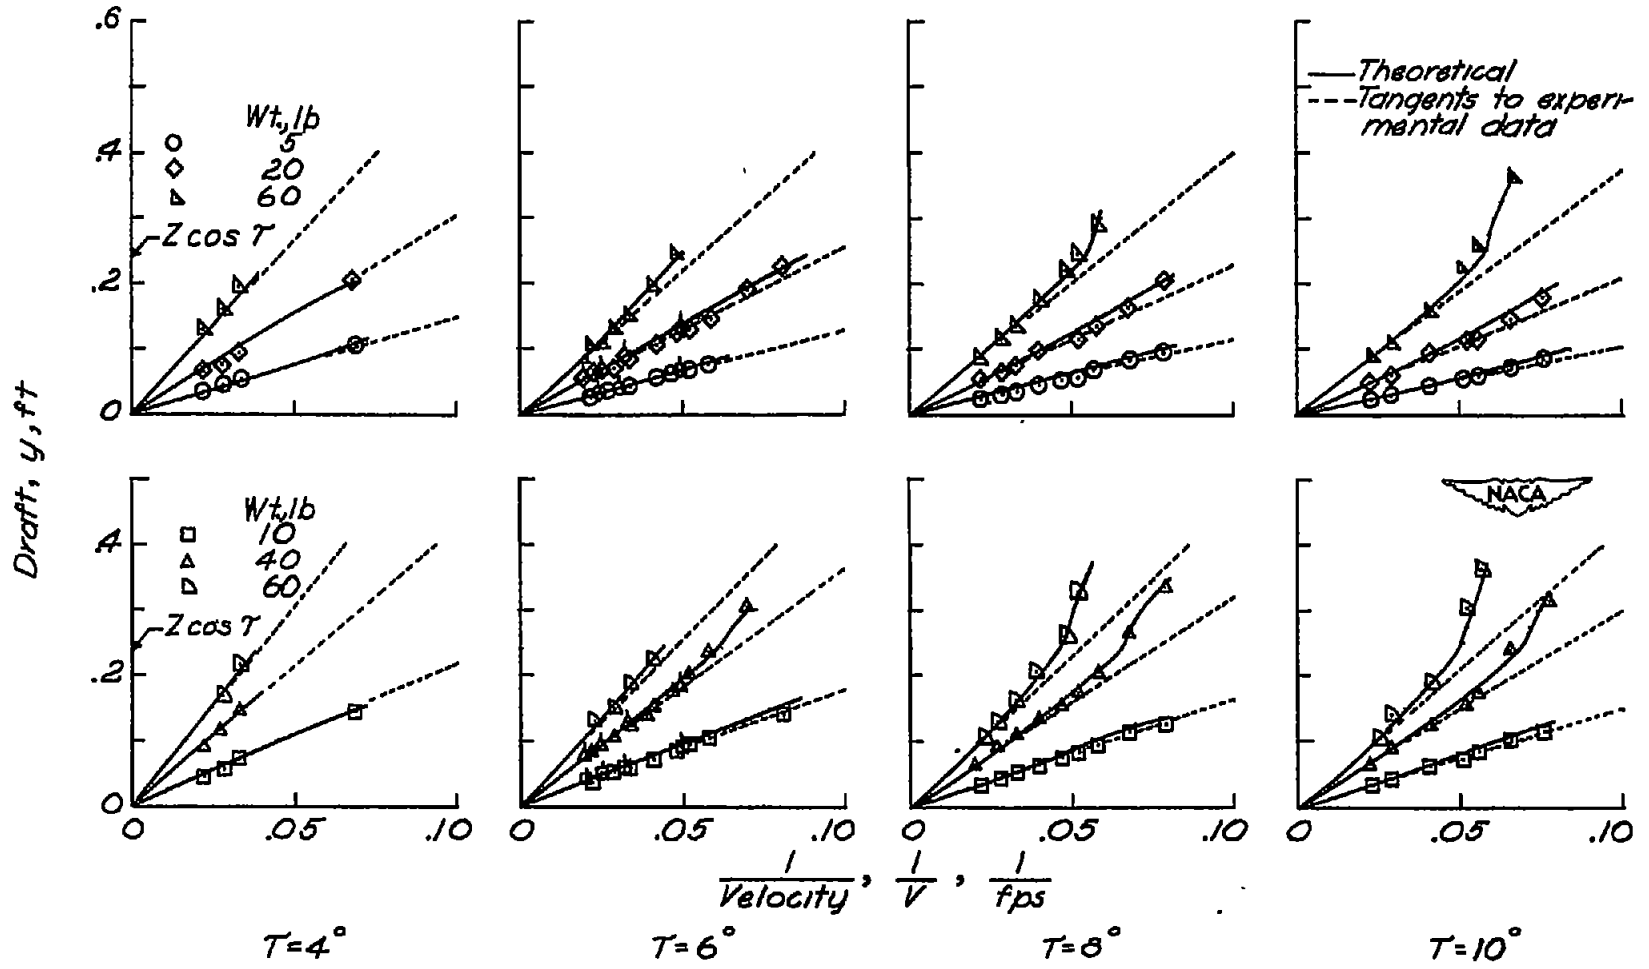 .6
.4
.2
0
Wt., lb
5
20
60
Z cos τ
Theoretical
Tangents to experi-
mental data
Draft, y, ft
.4
.2
0
Wt., lb
10
40
60
Z cos τ
NACA
0 .05 .10 0 .05 .10 0 .05 .10 0 .05 .10
1/Velocity, 1/V, 1/fps
τ=4° τ=6° τ=8° τ=10°